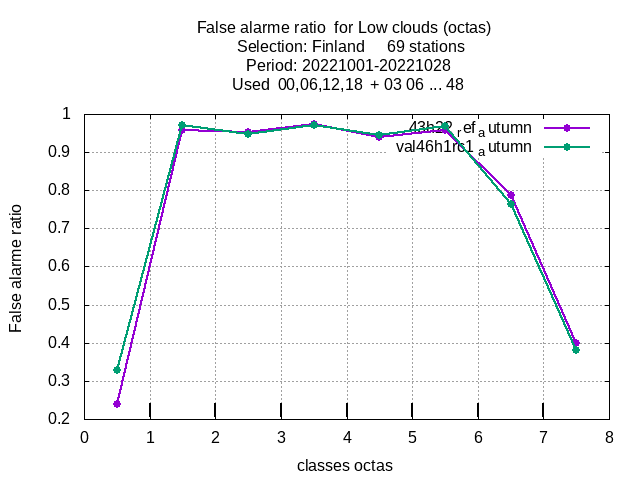 False alarme ratio for Low clouds (octas)
Selection: Finland 69 stations
Period: 20221001-20221028
Used 00,06,12,18 + 03 06 ... 48
1
0.9
0.8
0.7
0.6
0.5
0.4
0.3
0.2
False alarme ratio
43h22_ref_autumn
val46h1rc1_autumn
0 1 2 3 4 5 6 7 8
classes octas